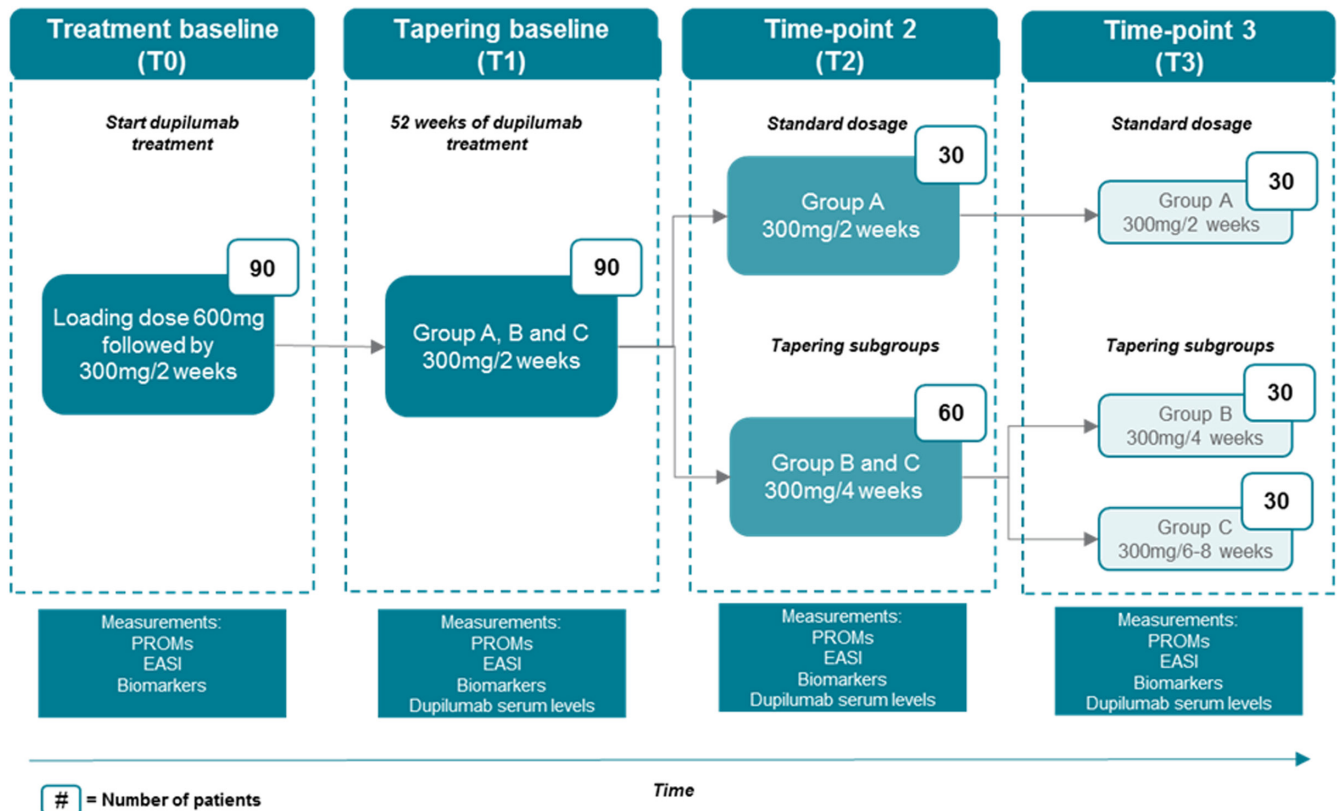 Treatment baseline
(T0)
Start dupilumab
treatment
90
Loading dose 600mg
followed by
300mg/2 weeks
Measurements:
PROMs
EASI
Biomarkers
Tapering baseline
(T1)
52 weeks of dupilumab
treatment
90
Group A, B and C
300mg/2 weeks
Measurements:
PROMs
EASI
Biomarkers
Dupilumab serum levels
Time-point 2
(T2)
Standard dosage
30
Group A
300mg/2 weeks
Tapering subgroups
60
Group B and C
300mg/4 weeks
Measurements:
PROMs
EASI
Biomarkers
Dupilumab serum levels
Time-point 3
(T3)
Standard dosage
30
Group A
300mg/2 weeks
Tapering subgroups
30
Group B
300mg/4 weeks
30
Group C
300mg/6-8 weeks
Measurements:
PROMs
EASI
Biomarkers
Dupilumab serum levels
Time
# = Number of patients